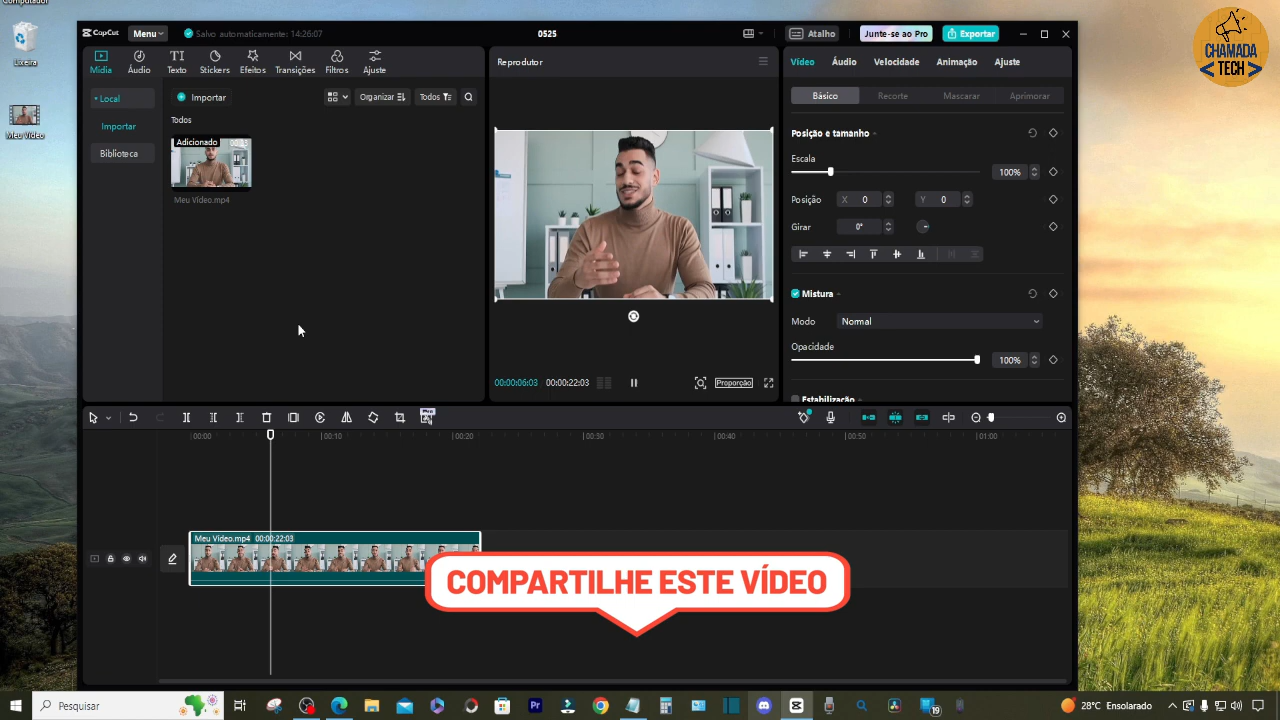 Computador
Lixeira
Meu Vídeo
CapCut
Menu
Salvo automaticamente: 14:26:07
0525
Atalho
Junte-se ao Pro
Exportar
CHAMADA
TECH
Mídia
Áudio
Texto
Stickers
Efeitos
Transições
Filtros
Ajuste
Local
Importar
Biblioteca
Importar
Organizar
Todos
Todos
Adicionado
Meu Vídeo.mp4
Reprodutor
00:00:06:03
00:00:22:03
Proporção
Vídeo
Áudio
Velocidade
Animação
Ajuste
Básico
Recorte
Mascarar
Aprimorar
Posição e tamanho
Escala
100%
Posição
X 0
Y 0
Girar
0°
Mistura
Modo
Normal
Opacidade
100%
Estabilização
Pro
00:00
00:10
00:20
00:30
00:40
00:50
01:00
Meu Vídeo.mp4 00:00:22:03
COMPARTILHE ESTE VÍDEO
Pesquisar
Pr
19
28°C Ensolarado